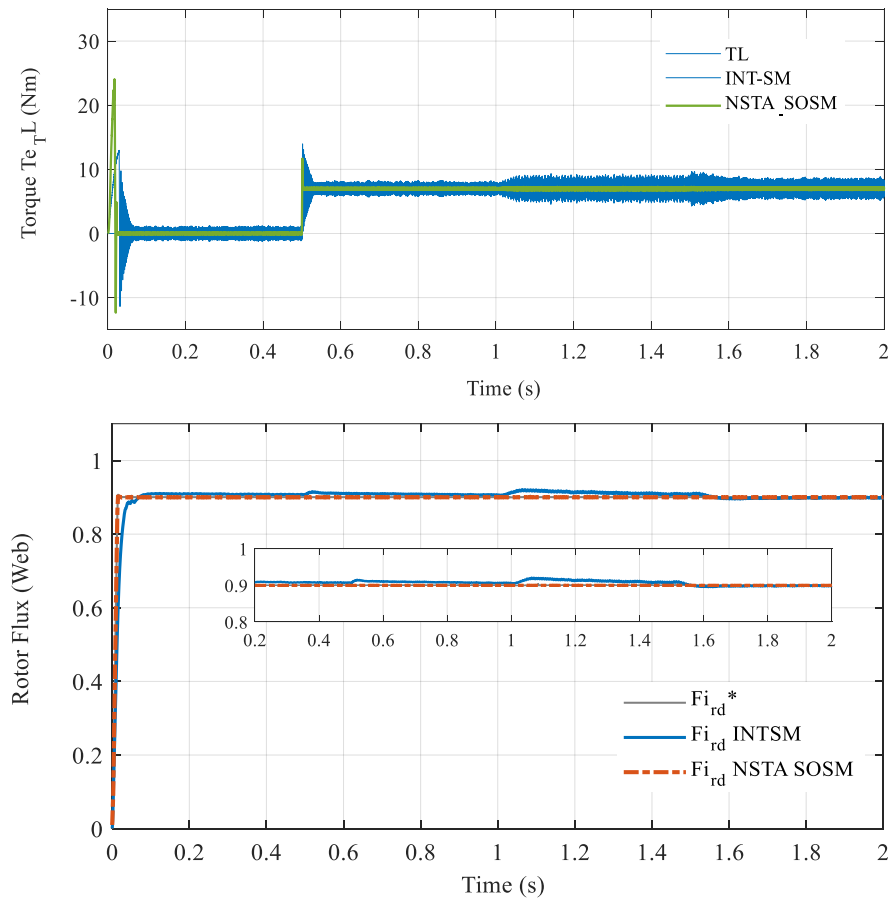 30
20
10
0
-10
Torque Te_TL (Nm)
TL
INT-SM
NSTA_SOSM
0 0.2 0.4 0.6 0.8 1 1.2 1.4 1.6 1.8 2
Time (s)
1
0.8
0.6
0.4
0.2
0
Rotor Flux (Web)
1
0.9
0.8
0.2 0.4 0.6 0.8 1 1.2 1.4 1.6 1.8 2
Fi_rd*
Fi_rd INTSM
Fi_rd NSTA SOSM
0 0.2 0.4 0.6 0.8 1 1.2 1.4 1.6 1.8 2
Time (s)